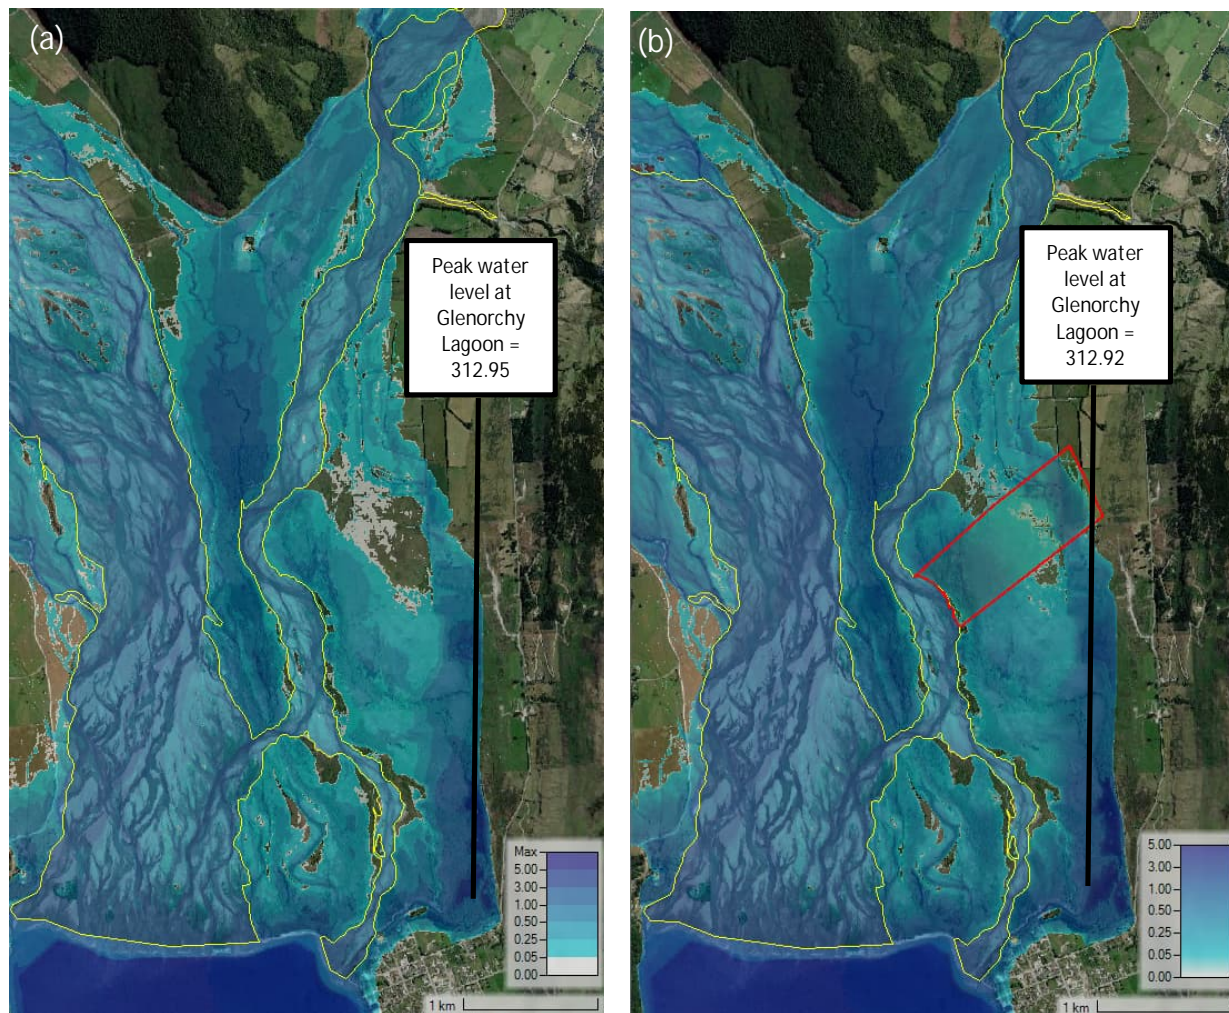 (a)
Peak water
level at
Glenorchy
Lagoon =
312.95
Max
5.00
3.00
1.00
0.50
0.25
0.05
0.00
1 km
(b)
Peak water
level at
Glenorchy
Lagoon =
312.92
5.00
3.00
1.00
0.50
0.25
0.05
0.00
1 km